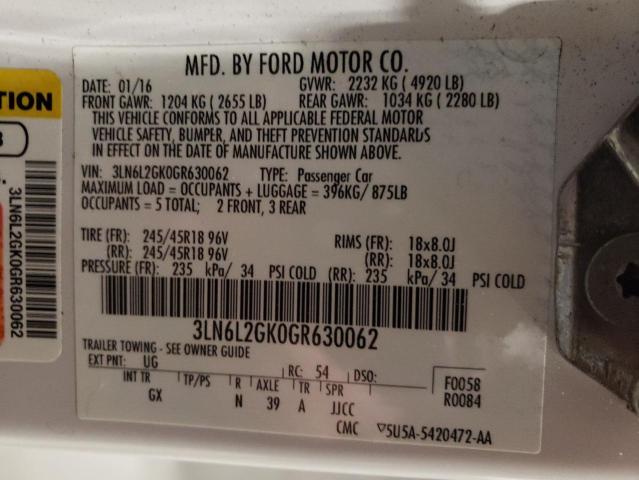 MFD. BY FORD MOTOR CO.
DATE: 01/16 GVWR: 2232 KG ( 4920 LB)
FRONT GAWR: 1204 KG ( 2655 LB) REAR GAWR: 1034 KG ( 2280 LB)
THIS VEHICLE CONFORMS TO ALL APPLICABLE FEDERAL MOTOR
VEHICLE SAFETY, BUMPER, AND THEFT PREVENTION STANDARDS
IN EFFECT ON THE DATE OF MANUFACTURE SHOWN ABOVE.
VIN: 3LN6L2GK0GR630062 TYPE: Passenger Car
MAXIMUM LOAD = OCCUPANTS + LUGGAGE = 396KG/ 875LB
OCCUPANTS = 5 TOTAL; 2 FRONT, 3 REAR
TIRE (FR): 245/45R18 96V RIMS (FR): 18x8.0J
(RR): 245/45R18 96V (RR): 18x8.0J
PRESSURE (FR): 235 kPa/ 34 PSI COLD (RR): 235 kPa/ 34 PSI COLD
3LN6L2GK0GR630062
TRAILER TOWING - SEE OWNER GUIDE
EXT PNT: UG RC: 54 DSO:
INT TR TP/PS R AXLE TR SPR F0058
GX N 39 A JJCC R0084
CMC ▽5U5A-5420472-AA
TION
3LN6L2GK0GR630062